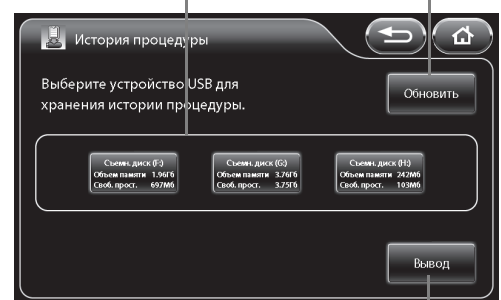 История процедуры
Выберите устройство USB для
хранения истории процедуры.
Обновить
Съемн. диск (F:)
Объем памяти 1.96Гб
Своб. прост. 697Мб
Съемн. диск (G:)
Объем памяти 3.76Гб
Своб. прост. 3.75Гб
Съемн. диск (H:)
Объем памяти 242Мб
Своб. прост. 103Мб
Вывод